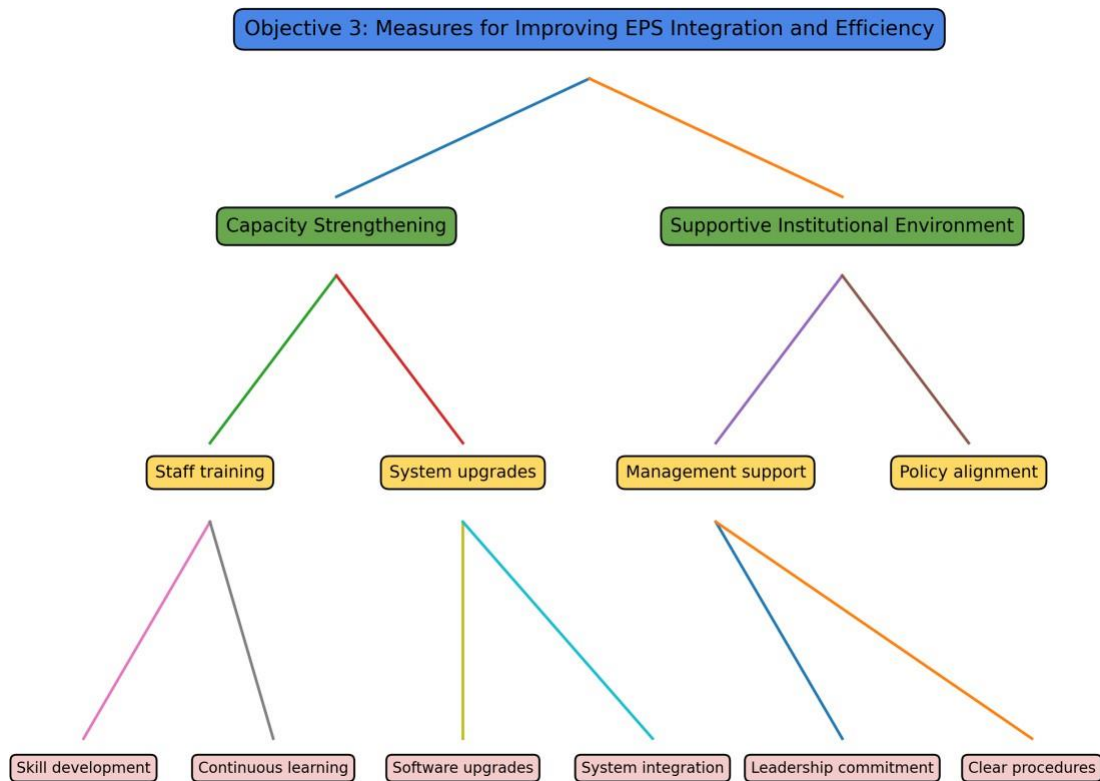 Objective 3: Measures for Improving EPS Integration and Efficiency
Capacity Strengthening
Supportive Institutional Environment
Staff training
System upgrades
Management support
Policy alignment
Skill development
Continuous learning
Software upgrades
System integration
Leadership commitment
Clear procedures